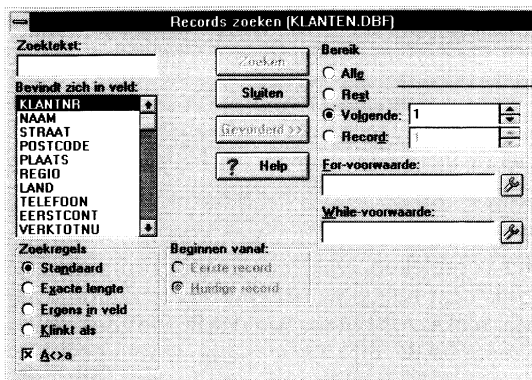 Records zoeken (KLANTEN.DBF)
Zoektekst:
Bevindt zich in veld:
KLANTNR
NAAM
STRAAT
POSTCODE
PLAATS
REGIO
LAND
TELEFOON
EERSTCONT
VERKTOTNU
Zoekregels
Standaard
Exacte lengte
Ergens in veld
Klinkt als
A<>a
Zoeken
Sluiten
Gevorderd >>
? Help
Beginnen vanaf:
Eerste record
Huidige record
Bereik
Alle
Rest
Volgende: 1
Record: 1
For-voorwaarde:
While-voorwaarde: